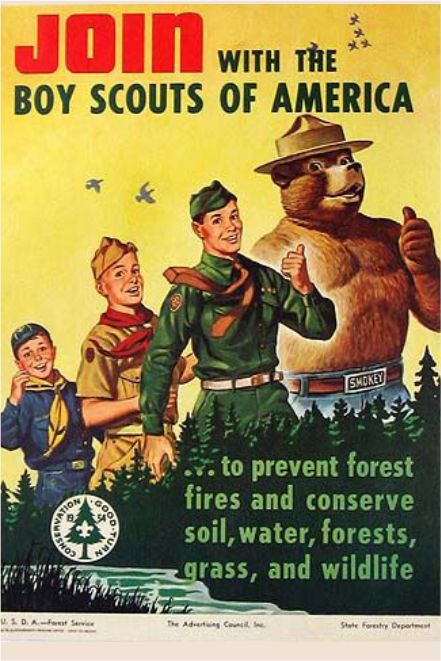 JOIN WITH THE
BOY SCOUTS OF AMERICA
SMOKEY
... to prevent forest
fires and conserve
soil, water, forests,
grass, and wildlife
CONSERVATION GOOD TURN
1954
U. S. D. A.—Forest Service
The Advertising Council, Inc.
State Forestry Department